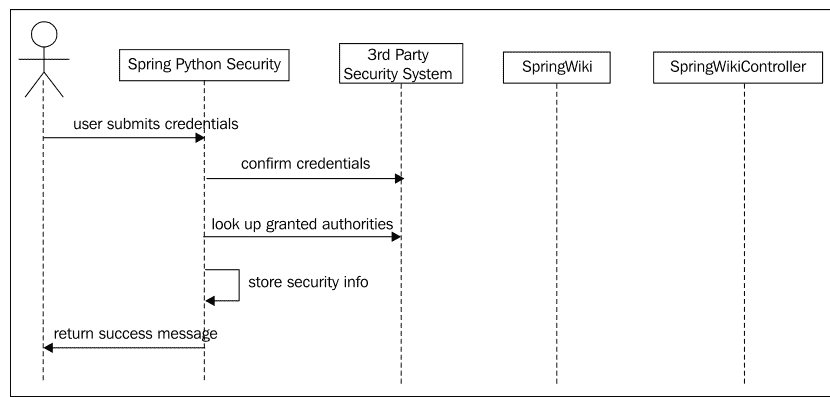 Spring Python Security
3rd Party
Security System
SpringWiki
SpringWikiController
user submits credentials
confirm credentials
look up granted authorities
store security info
return success message